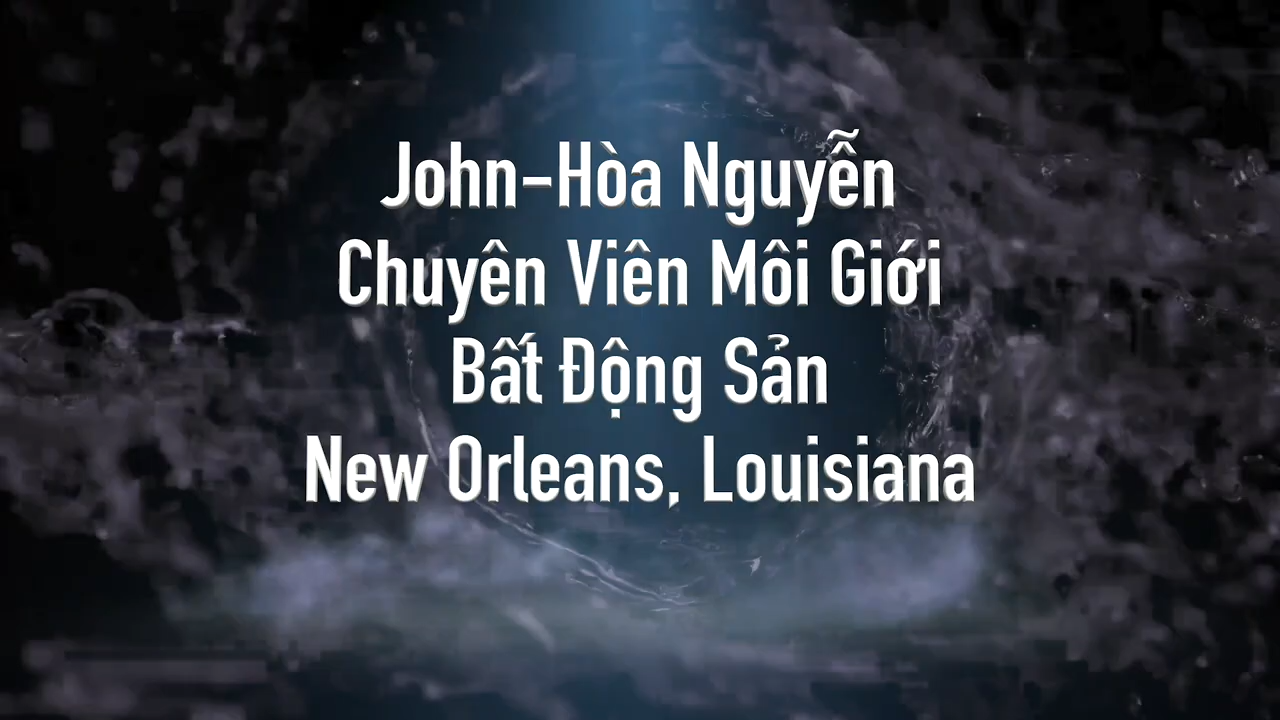 John-Hòa Nguyễn
Chuyên Viên Môi Giới
Bất Động Sản
New Orleans, Louisiana